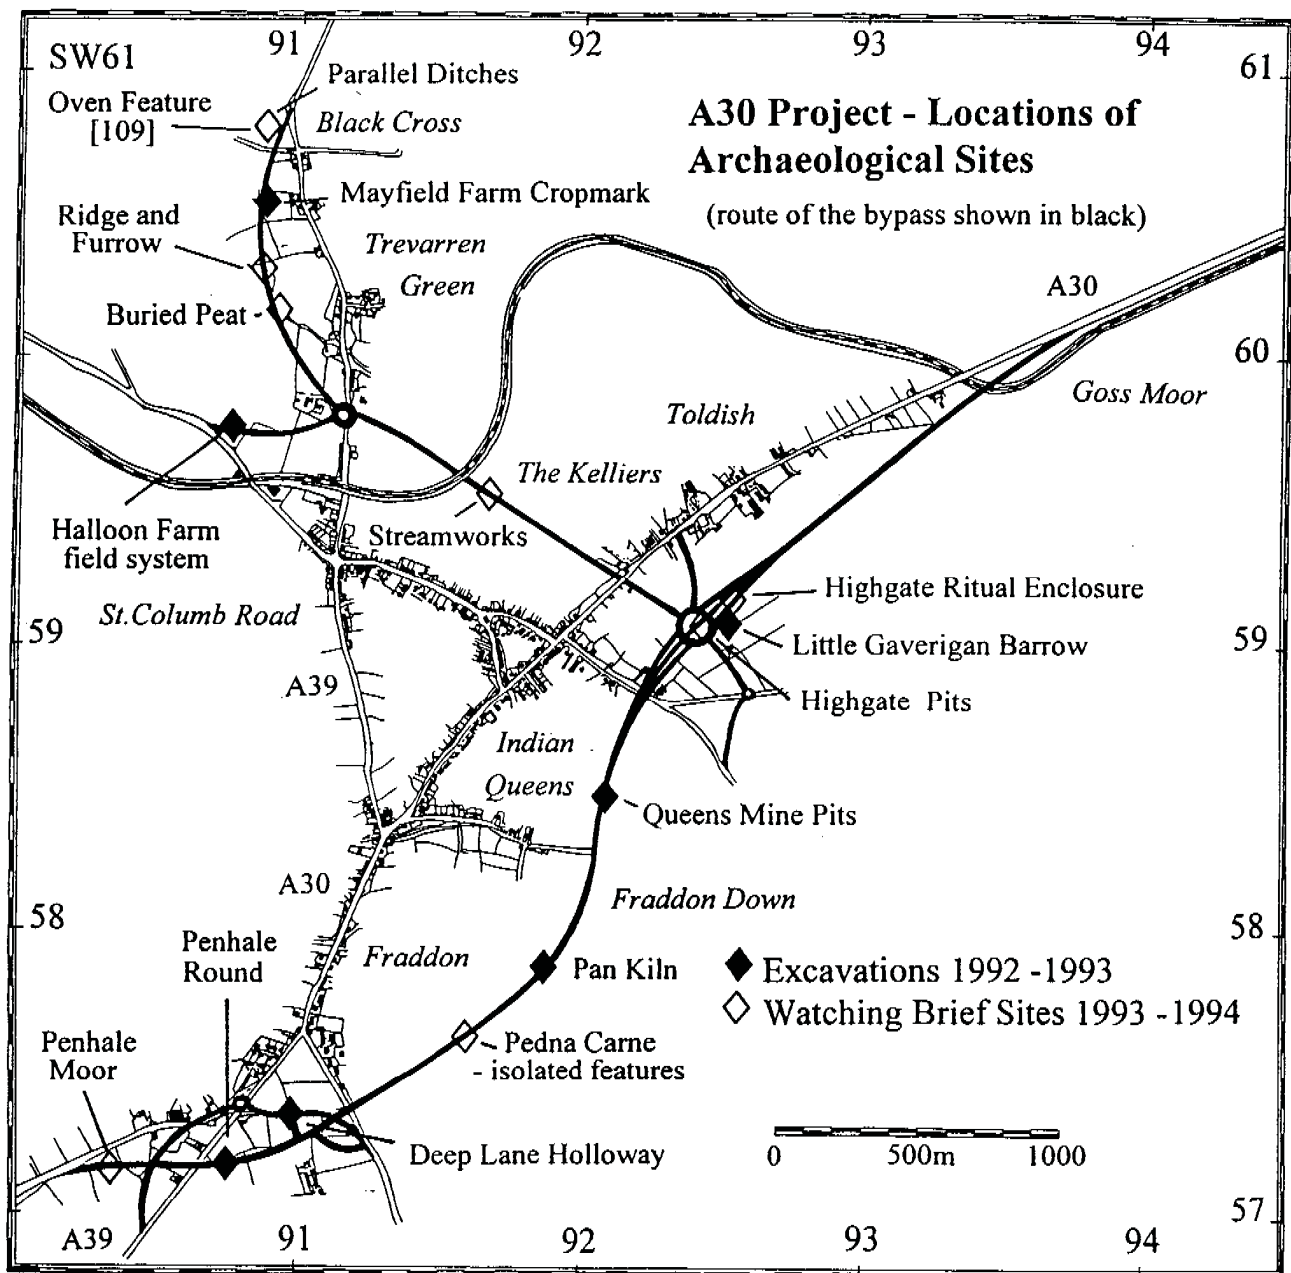 91
92
93
94
SW61
61
Parallel Ditches
Oven Feature
[109]
Black Cross
A30 Project - Locations of
Archaeological Sites
(route of the bypass shown in black)
Mayfield Farm Cropmark
Ridge and
Furrow
Trevarren
Green
Buried Peat
A30
60
Goss Moor
Toldish
The Kelliers
Halloon Farm
field system
Streamworks
Highgate Ritual Enclosure
St.Columb Road
59
59
Little Gaverigan Barrow
A39
Highgate Pits
Indian
Queens
Queens Mine Pits
A30
Fraddon Down
58
58
Penhale
Round
Fraddon
Pan Kiln
Excavations 1992 -1993
Watching Brief Sites 1993 -1994
Penhale
Moor
Pedna Carne
- isolated features
Deep Lane Holloway
0 500m 1000
57
A39
91
92
93
94